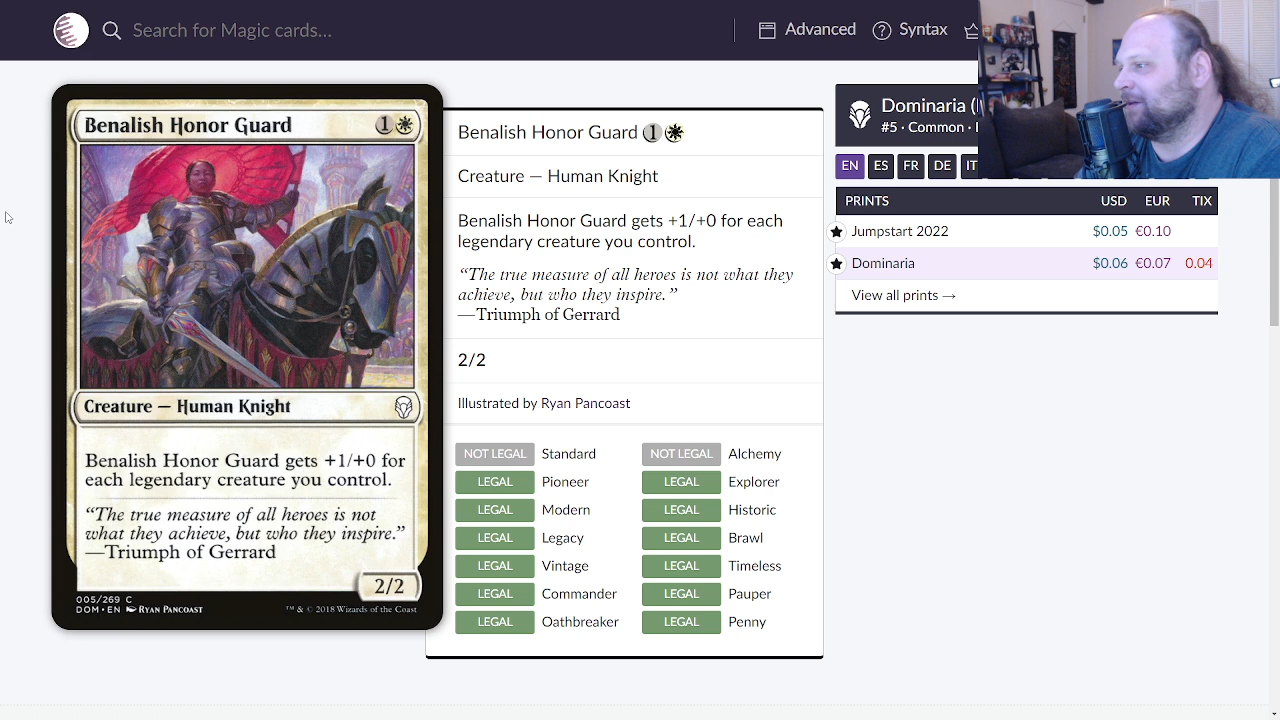 Search for Magic cards…
Advanced
Syntax
Benalish Honor Guard 1
Creature — Human Knight
Benalish Honor Guard gets +1/+0 for
each legendary creature you control.
“The true measure of all heroes is not
what they achieve, but who they inspire.”
—Triumph of Gerrard
2/2
005/269 C
DOM • EN Ryan Pancoast
™ & © 2018 Wizards of the Coast
Benalish Honor Guard 1
Creature — Human Knight
Benalish Honor Guard gets +1/+0 for each
legendary creature you control.
“The true measure of all heroes is not what they
achieve, but who they inspire.”
—Triumph of Gerrard
2/2
Illustrated by Ryan Pancoast
NOT LEGAL Standard NOT LEGAL Alchemy
LEGAL Pioneer LEGAL Explorer
LEGAL Modern LEGAL Historic
LEGAL Legacy LEGAL Brawl
LEGAL Vintage LEGAL Timeless
LEGAL Commander LEGAL Pauper
LEGAL Oathbreaker LEGAL Penny
Dominaria (
#5 · Common ·
EN ES FR DE IT
PRINTS USD EUR TIX
Jumpstart 2022 $0.05 €0.10
Dominaria $0.06 €0.07 0.04
View all prints →